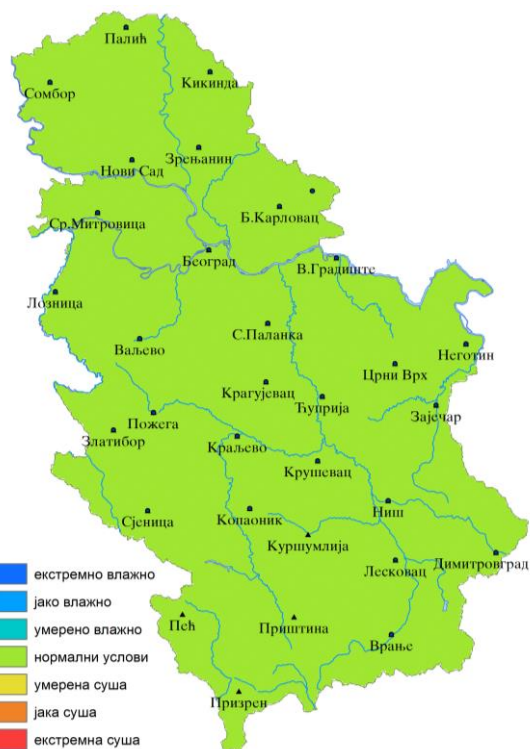 Палић
Кикинда
Сомбор
Зрењанин
Нови Сад
Б.Карловац
Ср.Митровица
Београд
В.Градиште
Лозница
С.Паланка
Ваљево
Неготин
Црни Врх
Крагујевац
Ћуприја
Зајечар
Пожега
Златибор
Краљево
Крушевац
Сјеница
Копаоник
Ниш
Куршумлија
Лесковац
Димитровград
Пећ
Приштина
Врање
Призрен
екстремно влажно
јако влажно
умерено влажно
нормални услови
умерена суша
јака суша
екстремна суша